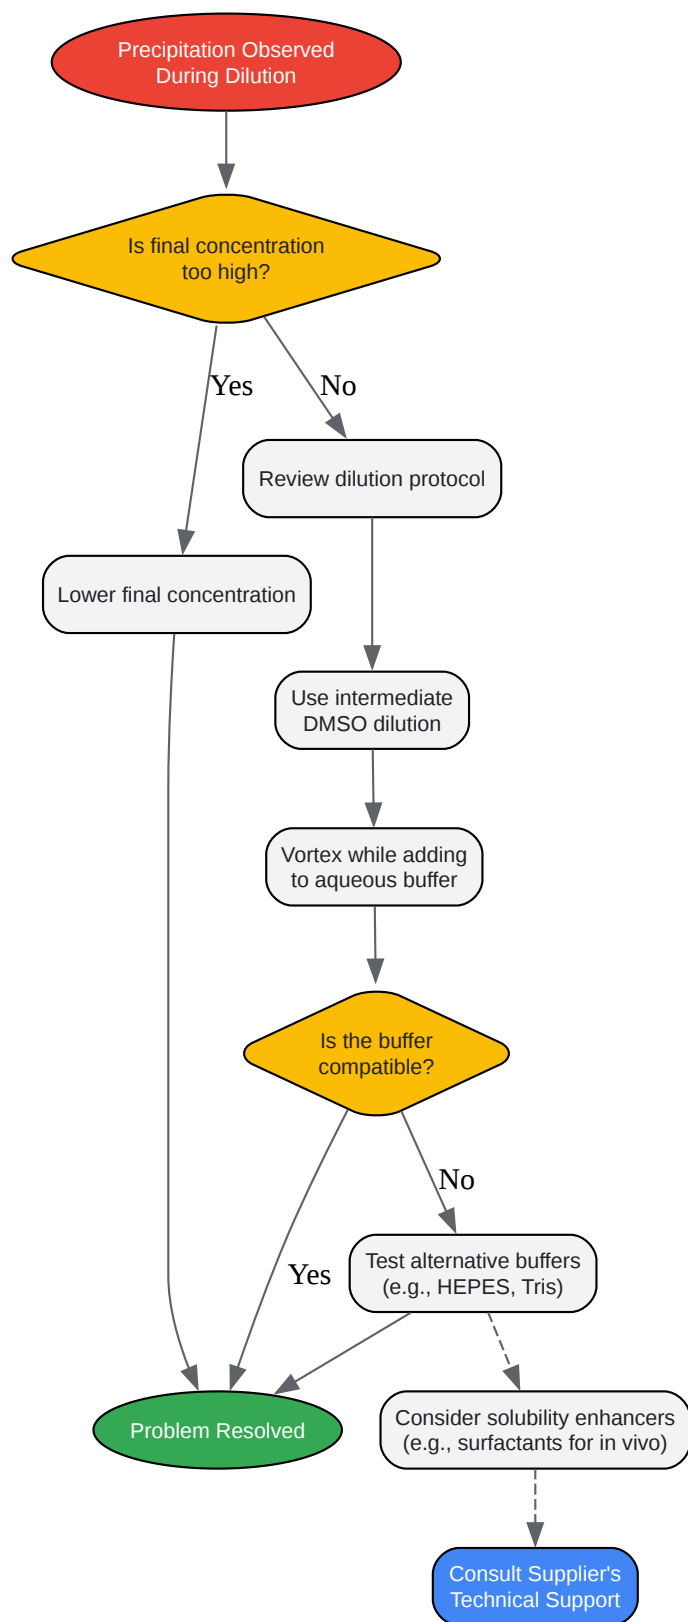 Precipitation Observed
During Dilution
Is final concentration
too high?
Yes
No
Review dilution protocol
Lower final concentration
Use intermediate
DMSO dilution
Vortex while adding
to aqueous buffer
Is the buffer
compatible?
No
Yes
Test alternative buffers
(e.g., HEPES, Tris)
Problem Resolved
Consider solubility enhancers
(e.g., surfactants for in vivo)
Consult Supplier's
Technical Support